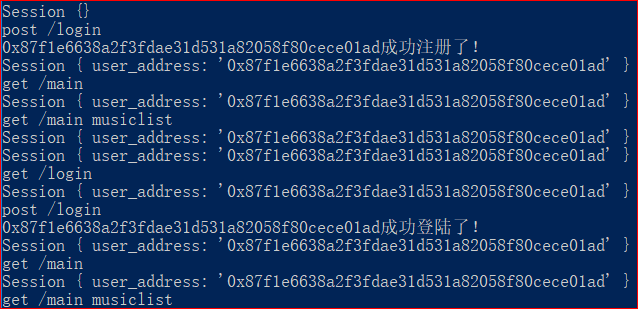 Session {}
post /login
0x87f1e6638a2f3fdae31d531a82058f80cece01ad成功注册了!
Session { user_address: '0x87f1e6638a2f3fdae31d531a82058f80cece01ad' }
get /main
Session { user_address: '0x87f1e6638a2f3fdae31d531a82058f80cece01ad' }
get /main musiclist
Session { user_address: '0x87f1e6638a2f3fdae31d531a82058f80cece01ad' }
Session { user_address: '0x87f1e6638a2f3fdae31d531a82058f80cece01ad' }
get /login
Session { user_address: '0x87f1e6638a2f3fdae31d531a82058f80cece01ad' }
post /login
0x87f1e6638a2f3fdae31d531a82058f80cece01ad成功登陆了!
Session { user_address: '0x87f1e6638a2f3fdae31d531a82058f80cece01ad' }
get /main
Session { user_address: '0x87f1e6638a2f3fdae31d531a82058f80cece01ad' }
get /main musiclist